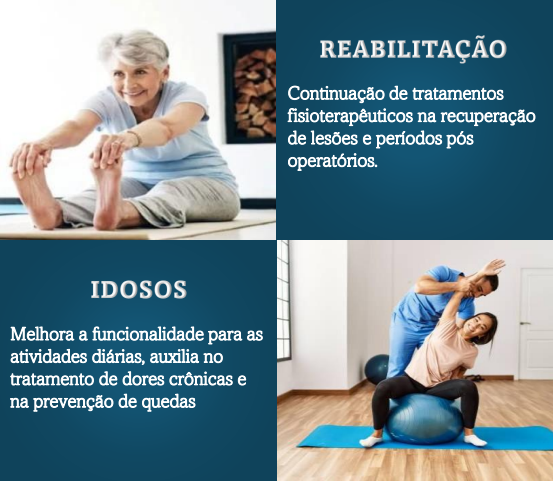 REABILITAÇÃO
Continuação de tratamentos
fisioterapêuticos na recuperação
de lesões e períodos pós
operatórios.
IDOSOS
Melhora a funcionalidade para as
atividades diárias, auxilia no
tratamento de dores crônicas e
na prevenção de quedas